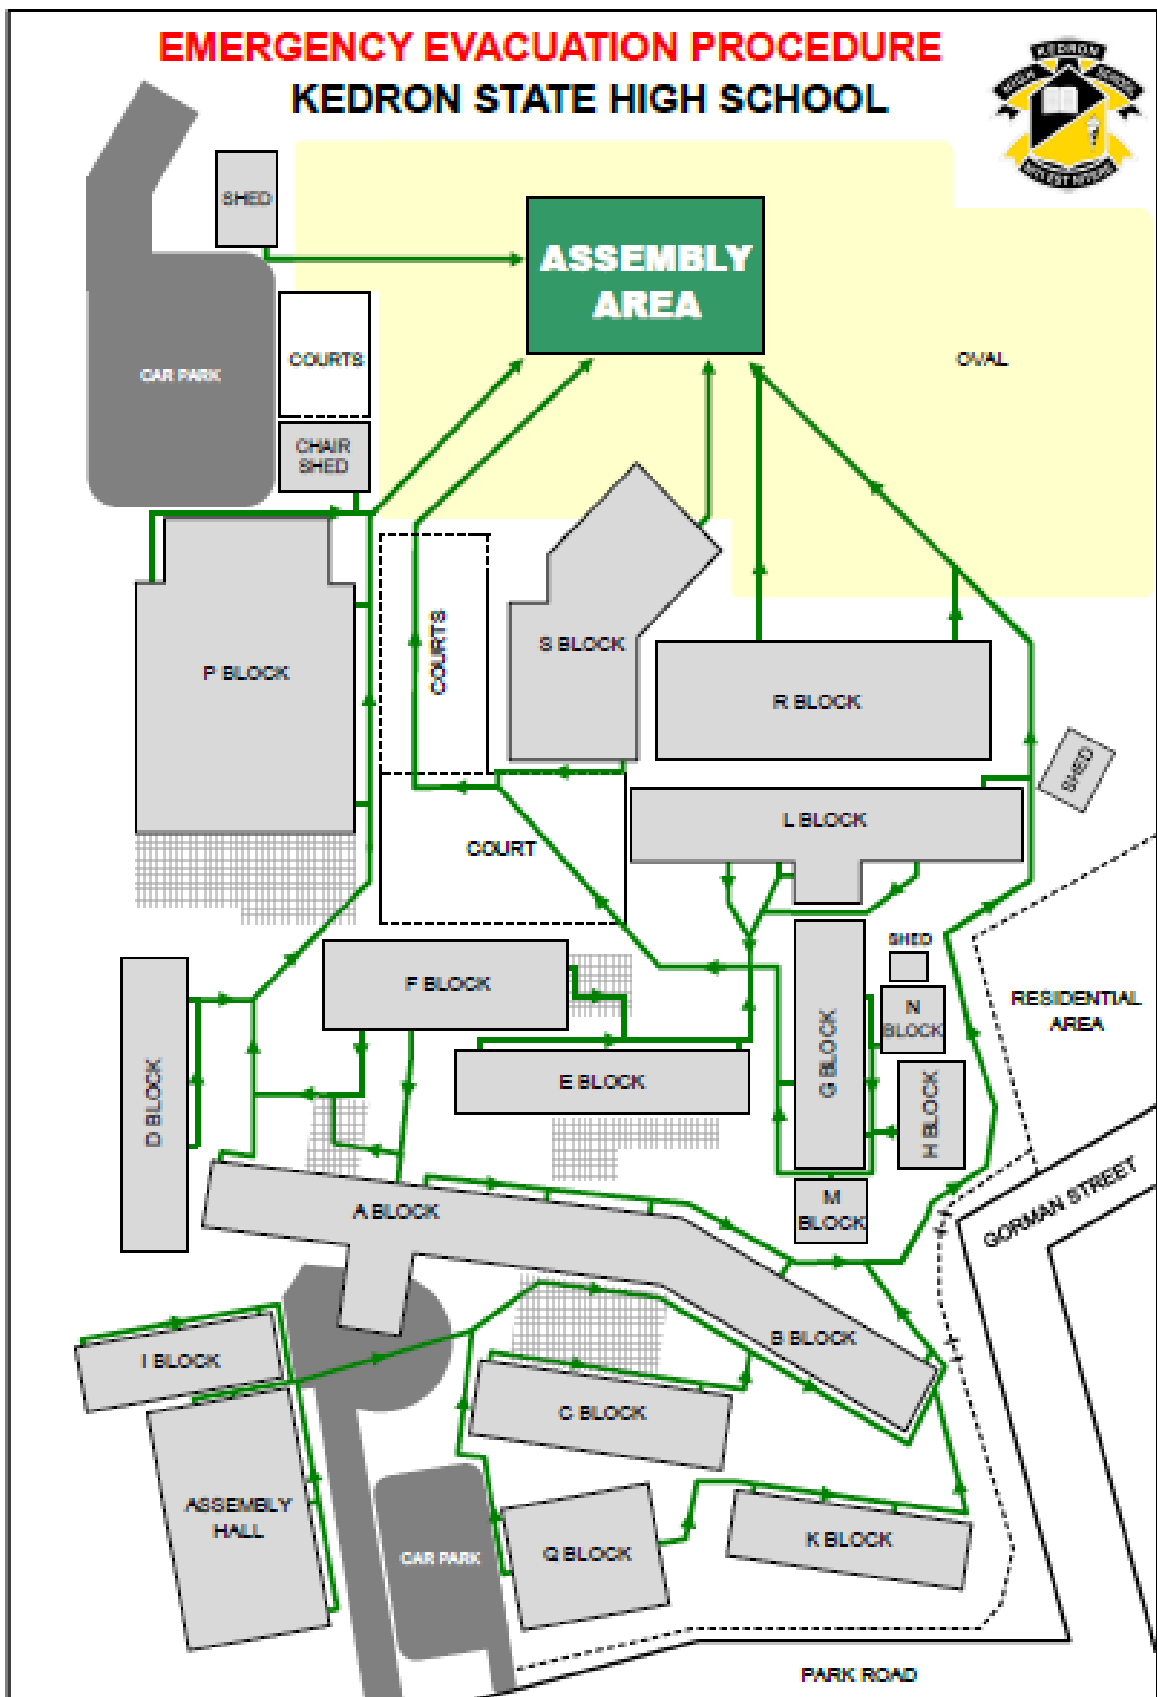 EMERGENCY EVACUATION PROCEDURE
KEDRON STATE HIGH SCHOOL
KEDRON
HIGH
SHED
ASSEMBLY
AREA
COURTS
OVAL
CAR PARK
CHAIR
SHED
COURTS
S BLOCK
P BLOCK
R BLOCK
SHED
L BLOCK
COURT
SHED
F BLOCK
N
BLOCK
RESIDENTIAL
AREA
G BLOCK
E BLOCK
D BLOCK
H BLOCK
M
BLOCK
A BLOCK
GORMAN STREET
B BLOCK
I BLOCK
C BLOCK
ASSEMBLY
HALL
CAR PARK
Q BLOCK
K BLOCK
PARK ROAD